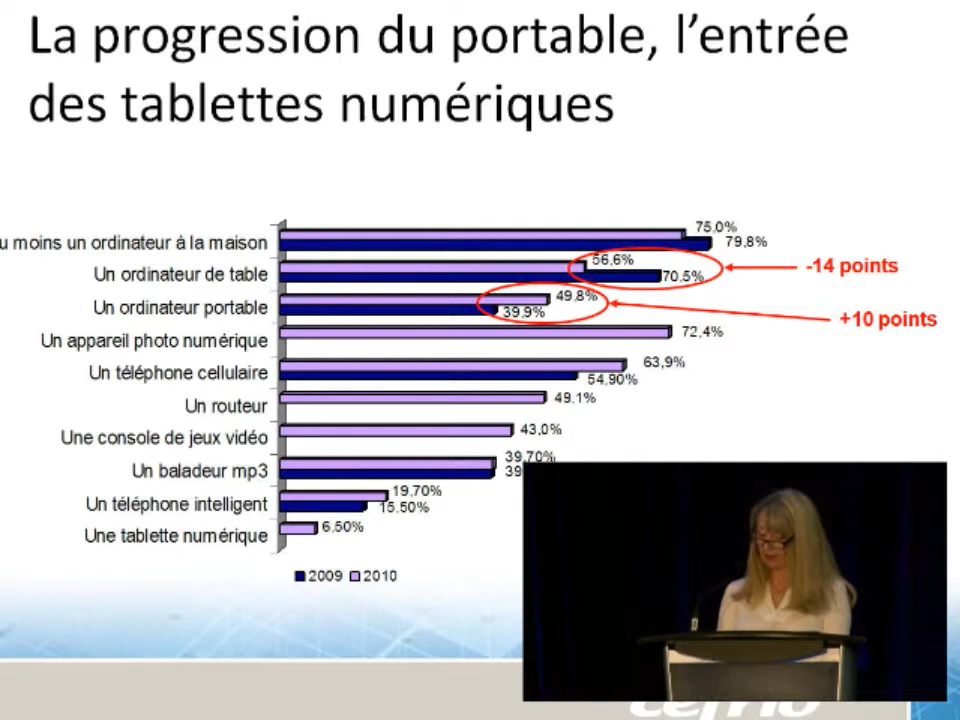 La progression du portable, l’entrée
des tablettes numériques
u moins un ordinateur à la maison
75,0%
79,8%
Un ordinateur de table
56,6%
70.5%
-14 points
Un ordinateur portable
49.8%
39,9%
+10 points
Un appareil photo numérique
72,4%
Un téléphone cellulaire
63,9%
54,90%
Un routeur
49.1%
Une console de jeux vidéo
43,0%
Un baladeur mp3
39,70%
39
Un téléphone intelligent
19,70%
15,50%
Une tablette numérique
6,50%
2009 2010